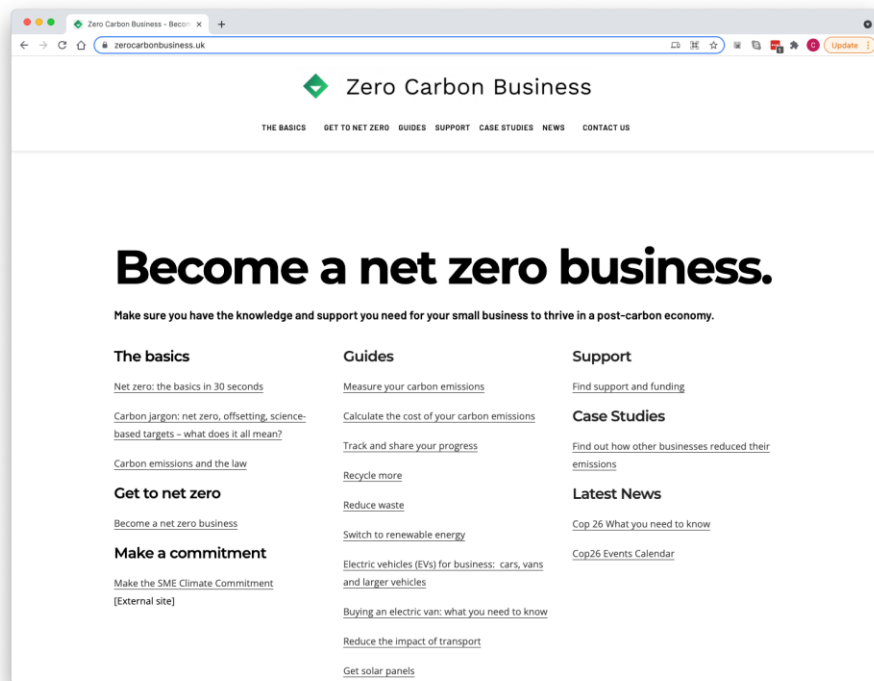 Zero Carbon Business - Becom
zerocarbonbusiness.uk
C
Update
Zero Carbon Business
THE BASICS GET TO NET ZERO GUIDES SUPPORT CASE STUDIES NEWS CONTACT US
Become a net zero business.
Make sure you have the knowledge and support you need for your small business to thrive in a post-carbon economy.
The basics
Net zero: the basics in 30 seconds
Carbon jargon: net zero, offsetting, science-
based targets – what does it all mean?
Carbon emissions and the law
Get to net zero
Become a net zero business
Make a commitment
Make the SME Climate Commitment
[External site]
Guides
Measure your carbon emissions
Calculate the cost of your carbon emissions
Track and share your progress
Recycle more
Reduce waste
Switch to renewable energy
Electric vehicles (EVs) for business:  cars, vans
and larger vehicles
Buying an electric van: what you need to know
Reduce the impact of transport
Get solar panels
Support
Find support and funding
Case Studies
Find out how other businesses reduced their
emissions
Latest News
Cop 26 What you need to know
Cop26 Events Calendar